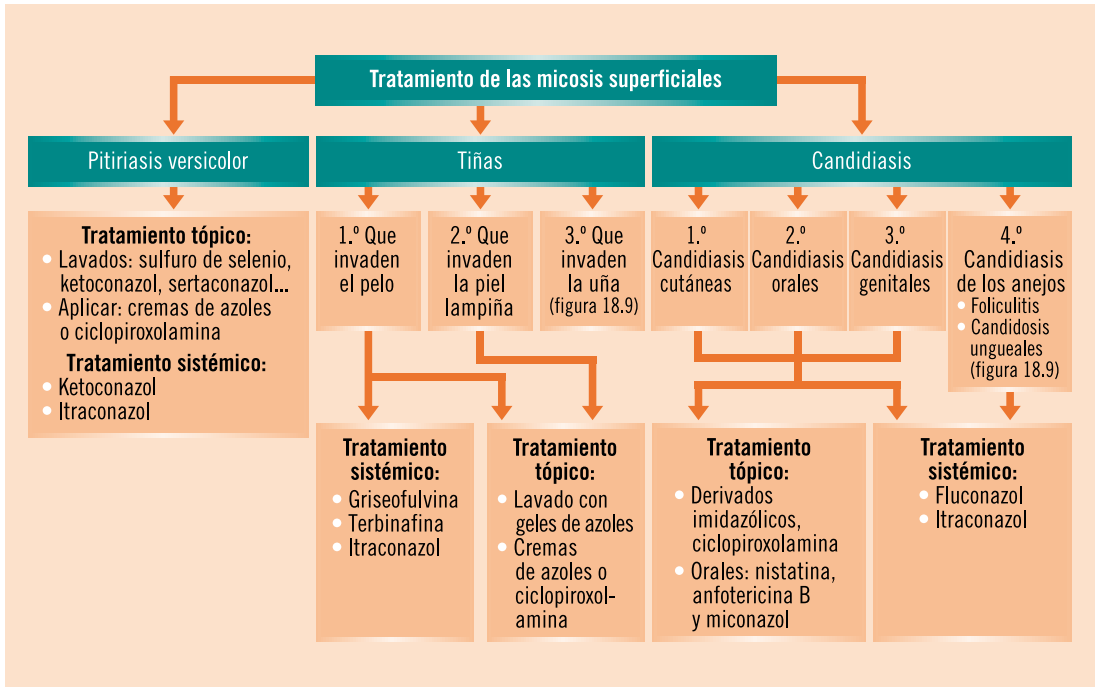 Tratamiento de las micosis superficiales
Pitiriasis versicolor
Tratamiento tópico:
• Lavados: sulfuro de selenio,
ketoconazol, sertaconazol...
• Aplicar: cremas de azoles
o ciclopiroxolamina
Tratamiento sistémico:
• Ketoconazol
• Itraconazol
Tiñas
1.º Que
invaden
el pelo
2.º Que
invaden
la piel
lampiña
3.º Que
invaden
la uña
(figura 18.9)
Tratamiento
sistémico:
• Griseofulvina
• Terbinafina
• Itraconazol
Tratamiento
tópico:
• Lavado con
geles de azoles
• Cremas
de azoles o
ciclopiroxol-
amina
Candidiasis
1.º
Candidiasis
cutáneas
2.º
Candidiasis
orales
3.º
Candidiasis
genitales
4.º
Candidiasis
de los anejos
• Foliculitis
• Candidosis
ungueales
(figura 18.9)
Tratamiento
tópico:
• Derivados
imidazólicos,
ciclopiroxolamina
• Orales: nistatina,
anfotericina B
y miconazol
Tratamiento
sistémico:
• Fluconazol
• Itraconazol